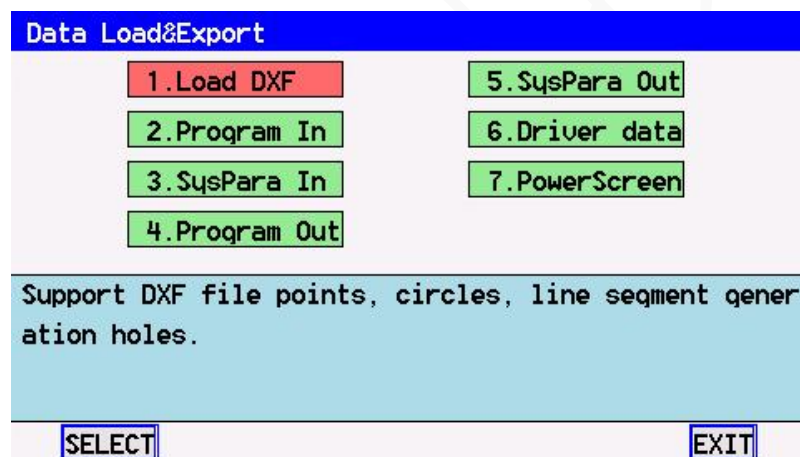 Data Load&Export
1.Load DXF
2.Program In
3.SysPara In
4.Program Out
5.SysPara Out
6.Driver data
7.PowerScreen
Support DXF file points, circles, line segment gener
ation holes.
SELECT
EXIT